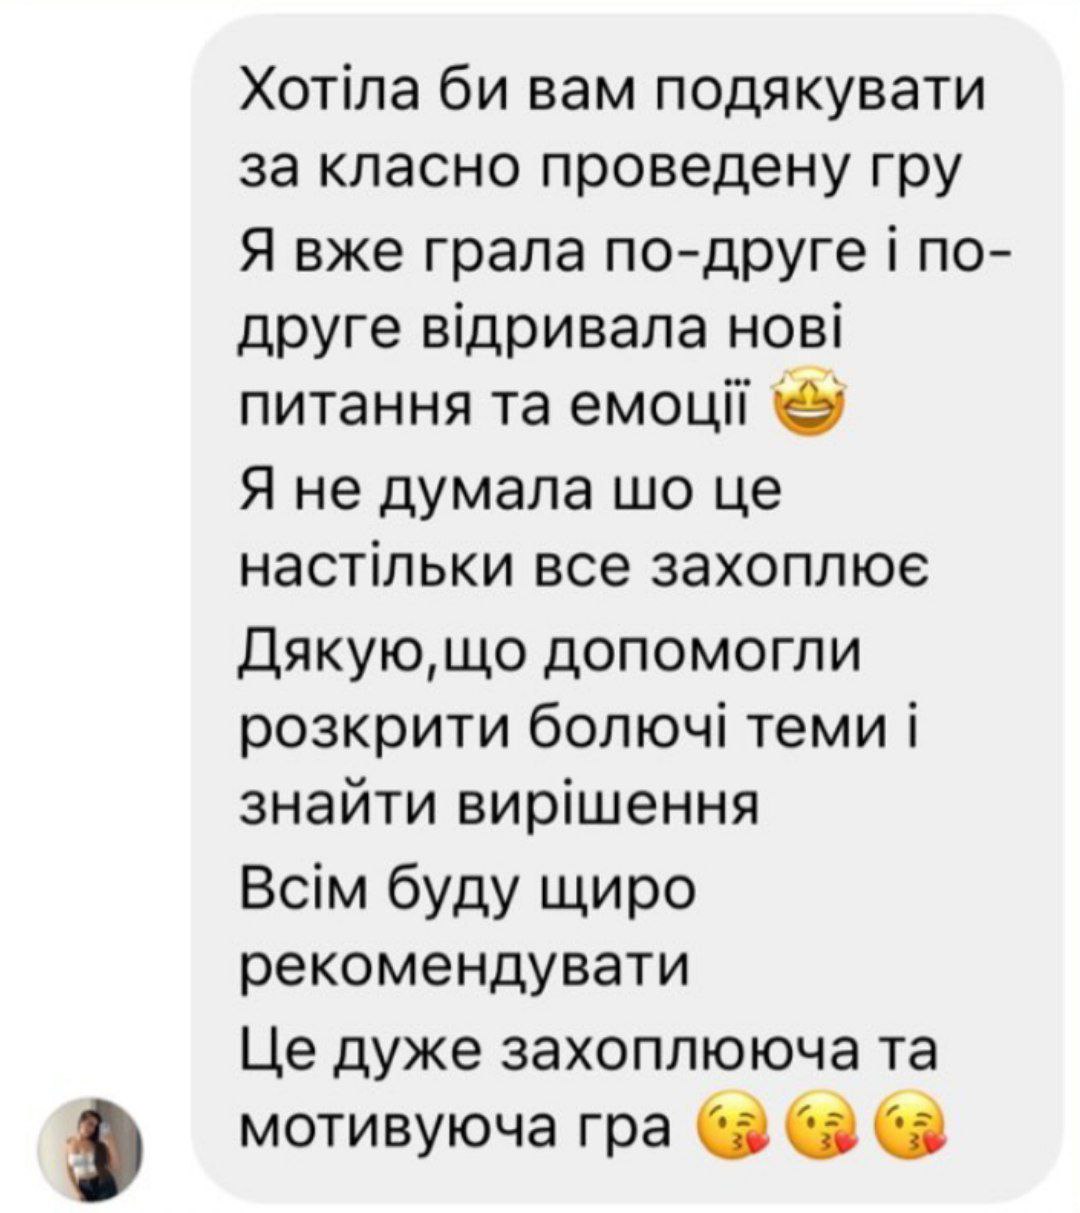 Хотіла би вам подякувати
за класно проведену гру
Я вже грала по-друге і по-
друге відривала нові
питання та емоції 🤩
Я не думала шо це
настільки все захоплює
Дякую,що допомогли
розкрити болючі теми і
знайти вирішення
Всім буду щиро
рекомендувати
Це дуже захоплююча та
мотивуюча гра 😘😘😘